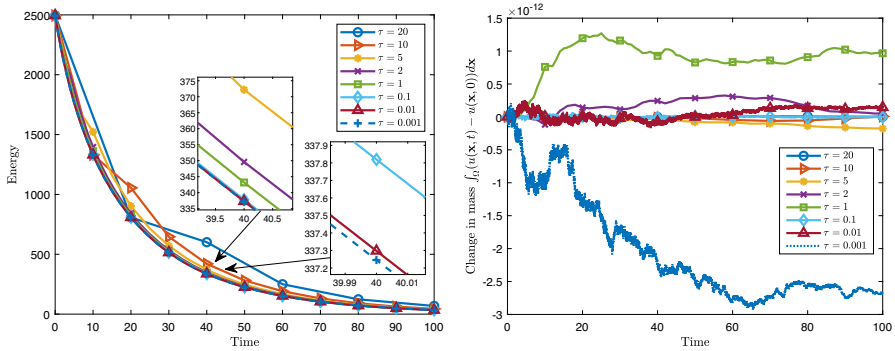 2500
2000
1500
1000
500
0
Energy
0 10 20 30 40 50 60 70 80 90 100
Time
τ = 20
τ = 10
τ = 5
τ = 2
τ = 1
τ = 0.1
τ = 0.01
τ = 0.001
375
370
365
360
355
350
345
340
335
39.5 40 40.5
337.9
337.8
337.7
337.6
337.5
337.4
337.3
337.2
39.99 40 40.01
×10⁻¹²
1.5
1
0.5
0
-0.5
-1
-1.5
-2
-2.5
-3
Change in mass ∫Ω(u(x, t) − u(x, 0))dx
0 20 40 60 80 100
Time
τ = 20
τ = 10
τ = 5
τ = 2
τ = 1
τ = 0.1
τ = 0.01
τ = 0.001